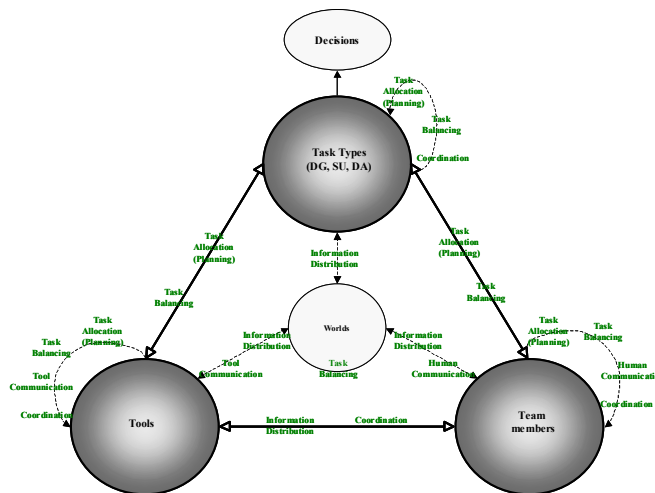 Decisions
Task
Allocation
(Planning)
Task
Balancing
Coordination
Task Types
(DG, SU, DA)
Task
Allocation
(Planning)
Task
Balancing
Task
Allocation
(Planning)
Task
Balancing
Information
Distribution
Worlds
Task
Balancing
Information
Distribution
Tool
Communication
Information
Distribution
Human
Communication
Task
Allocation
(Planning)
Task
Balancing
Tool
Communication
Coordination
Tools
Task
Allocation
(Planning)
Task
Balancing
Human
Communicati
Coordination
Team
members
Information
Distribution
Coordination